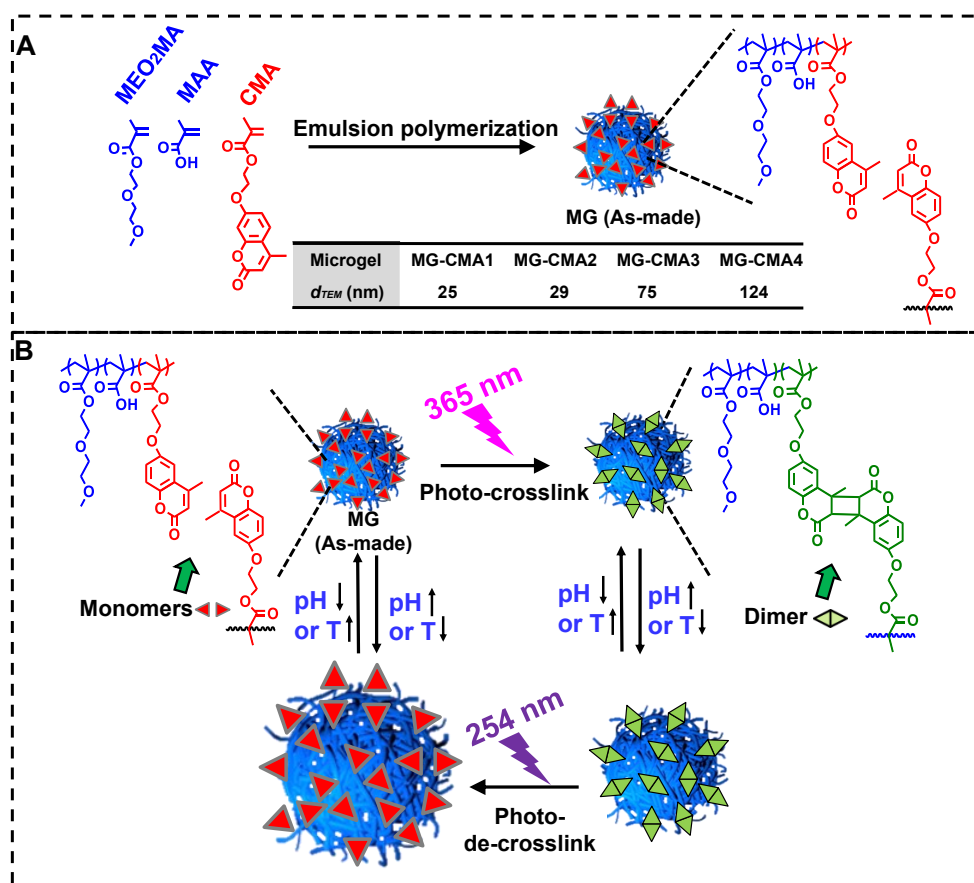 A
MEO2MA
MAA
CMA
Emulsion polymerization
MG (As-made)
Microgel MG-CMA1 MG-CMA2 MG-CMA3 MG-CMA4
dTEM (nm) 25 29 75 124
O
O
O
O
O
OH
O
O
O
O
O
O
O
O
O
O
OH
O
O
O
O
O
O
O
O
O
O
O
B
365 nm
Photo-crosslink
MG
(As-made)
Monomers
pH ↓
or T ↑
pH ↑
or T ↓
pH ↓
or T ↑
pH ↑
or T ↓
Dimer
254 nm
Photo-
de-crosslink